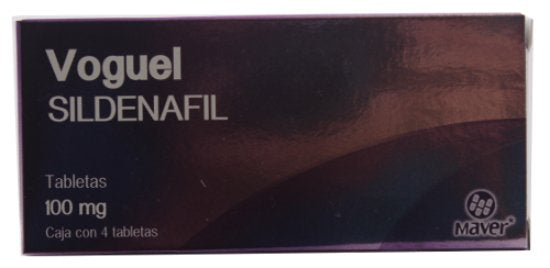 Voguel
SILDENAFIL
Tabletas
100 mg
Caja con 4 tabletas
Maver®